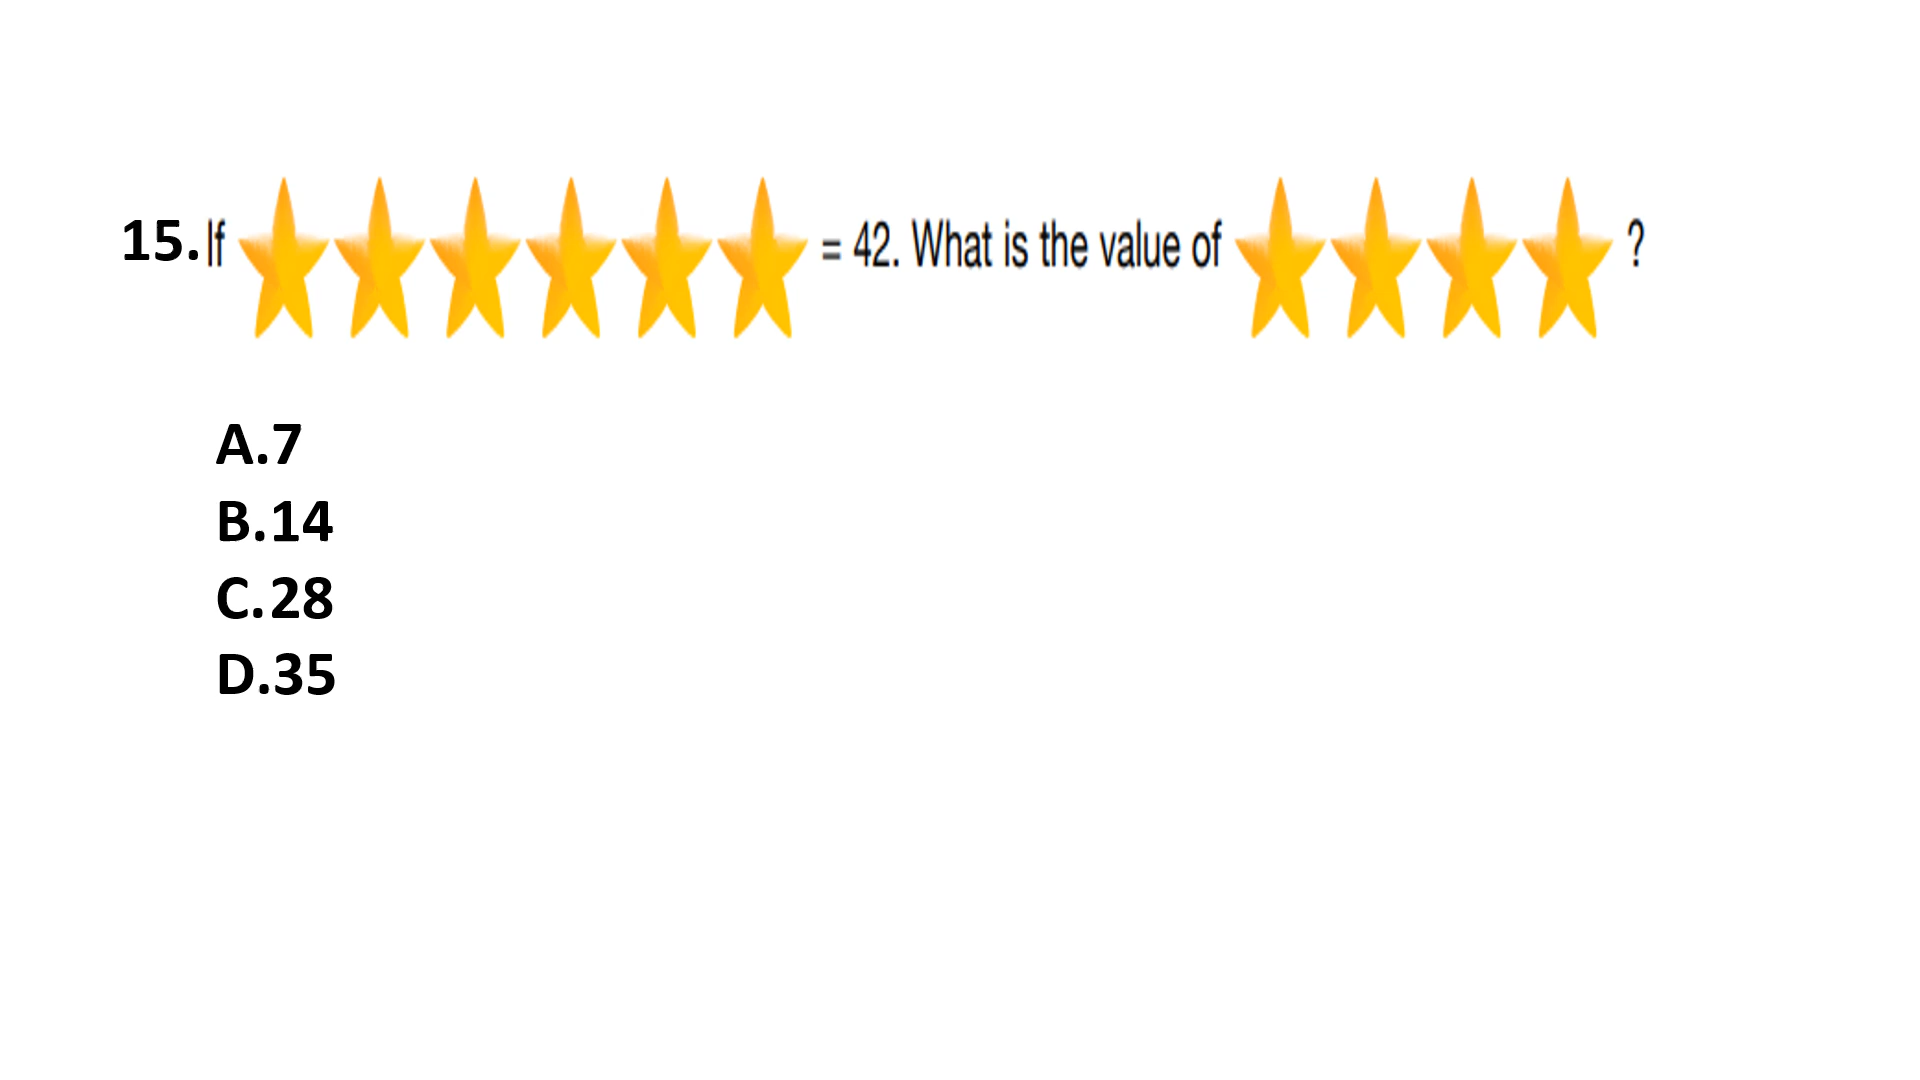 15. If = 42. What is the value of ?
A.7
B.14
C.28
D.35